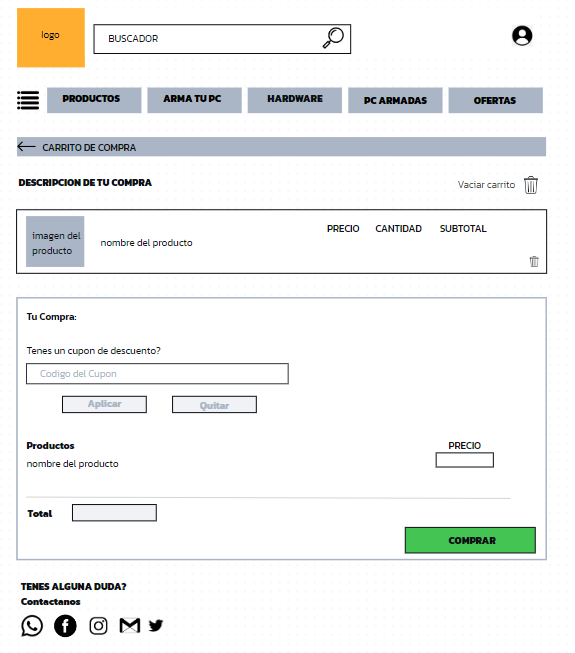 logo
BUSCADOR
PRODUCTOS
ARMA TU PC
HARDWARE
PC ARMADAS
OFERTAS
CARRITO DE COMPRA
DESCRIPCION DE TU COMPRA
Vaciar carrito
imagen del
producto
nombre del producto
PRECIO
CANTIDAD
SUBTOTAL
Tu Compra:
Tenes un cupon de descuento?
Codigo del Cupon
Aplicar
Quitar
Productos
PRECIO
nombre del producto
Total
COMPRAR
TENES ALGUNA DUDA?
Contactanos